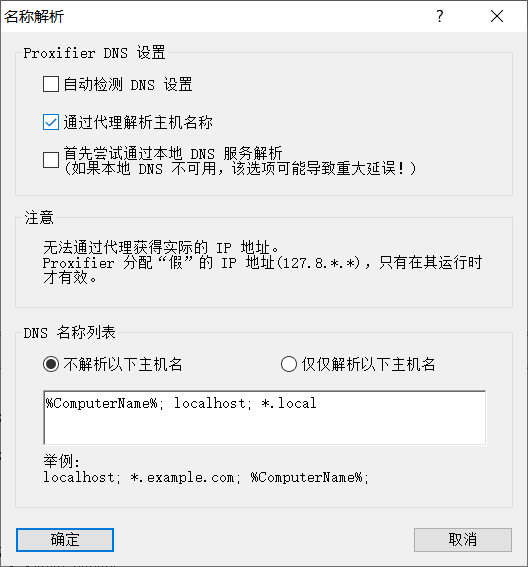 名称解析
Proxifier DNS 设置
自动检测 DNS 设置
通过代理解析主机名称
首先尝试通过本地 DNS 服务解析
(如果本地 DNS 不可用，该选项可能导致重大延误！)
注意
无法通过代理获得实际的 IP 地址。
Proxifier 分配“假”的 IP 地址(127.8.*.*)，只有在其运行时
才有效。
DNS 名称列表
不解析以下主机名
仅仅解析以下主机名
%ComputerName%; localhost; *.local
举例:
localhost; *.example.com; %ComputerName%;
确定
取消